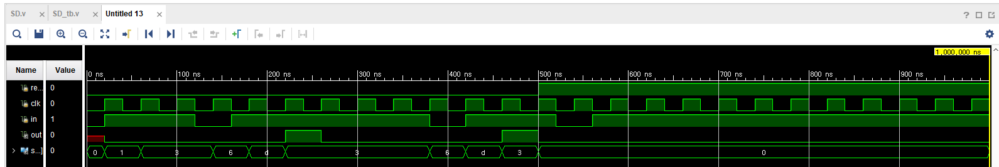 SD.v × SD_tb.v × Untitled 13 ×
? 
1,000,000 ns
Name Value
0 ns 100 ns 200 ns 300 ns 400 ns 500 ns 600 ns 700 ns 800 ns 900 ns
re... 0
clk 0
in 1
out 0
s...] 0 0 1 3 6 d 3 6 d 3 0